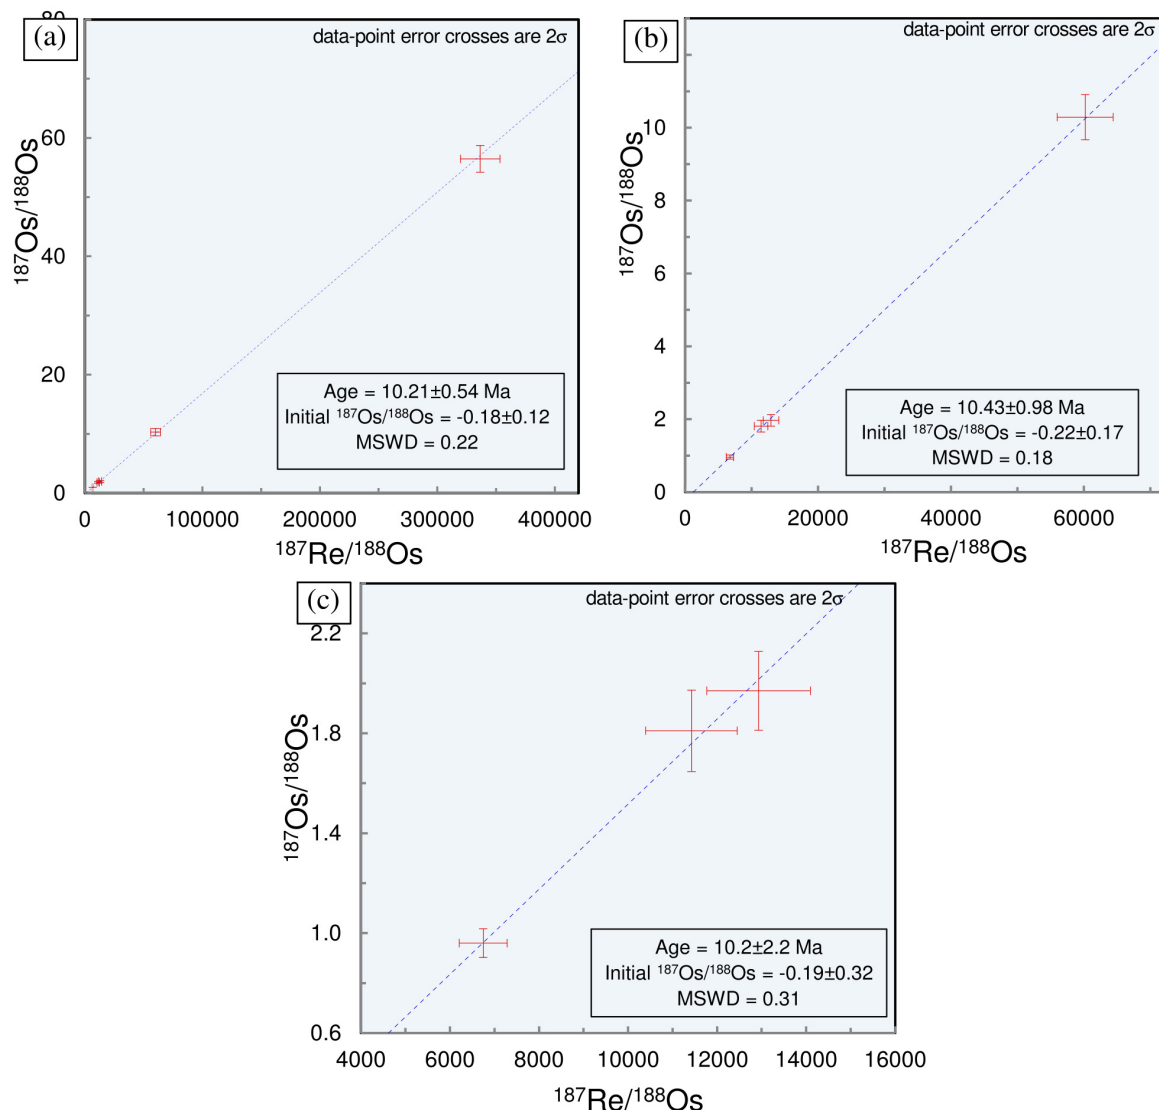 (a)
data-point error crosses are 2σ
80
60
40
20
0
¹⁸⁷Os/¹⁸⁸Os
Age = 10.21±0.54 Ma
Initial ¹⁸⁷Os/¹⁸⁸Os = -0.18±0.12
MSWD = 0.22
0 100000 200000 300000 400000
¹⁸⁷Re/¹⁸⁸Os
(b)
data-point error crosses are 2σ
10
8
6
4
2
0
¹⁸⁷Os/¹⁸⁸Os
Age = 10.43±0.98 Ma
Initial ¹⁸⁷Os/¹⁸⁸Os = -0.22±0.17
MSWD = 0.18
0 20000 40000 60000
¹⁸⁷Re/¹⁸⁸Os
(c)
data-point error crosses are 2σ
2.2
1.8
1.4
1.0
0.6
¹⁸⁷Os/¹⁸⁸Os
Age = 10.2±2.2 Ma
Initial ¹⁸⁷Os/¹⁸⁸Os = -0.19±0.32
MSWD = 0.31
4000 6000 8000 10000 12000 14000 16000
¹⁸⁷Re/¹⁸⁸Os